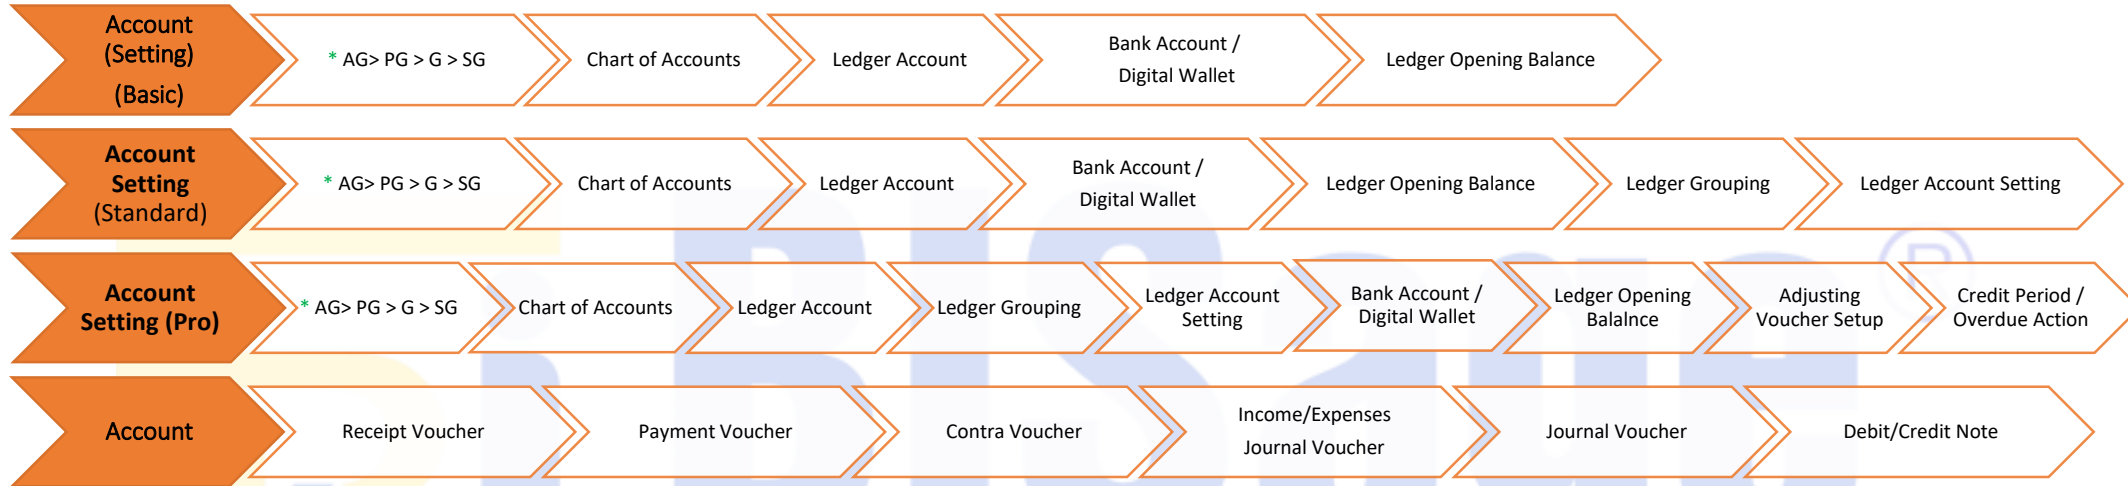 Account
(Setting)
(Basic)
* AG> PG > G > SG
Chart of Accounts
Ledger Account
Bank Account /
Digital Wallet
Ledger Opening Balance
Account
Setting
(Standard)
* AG> PG > G > SG
Chart of Accounts
Ledger Account
Bank Account /
Digital Wallet
Ledger Opening Balance
Ledger Grouping
Ledger Account Setting
Account
Setting (Pro)
* AG> PG > G > SG
Chart of Accounts
Ledger Account
Ledger Grouping
Ledger Account
Setting
Bank Account /
Digital Wallet
Ledger Opening
Balalnce
Adjusting
Voucher Setup
Credit Period /
Overdue Action
Account
Receipt Voucher
Payment Voucher
Contra Voucher
Income/Expenses
Journal Voucher
Journal Voucher
Debit/Credit Note